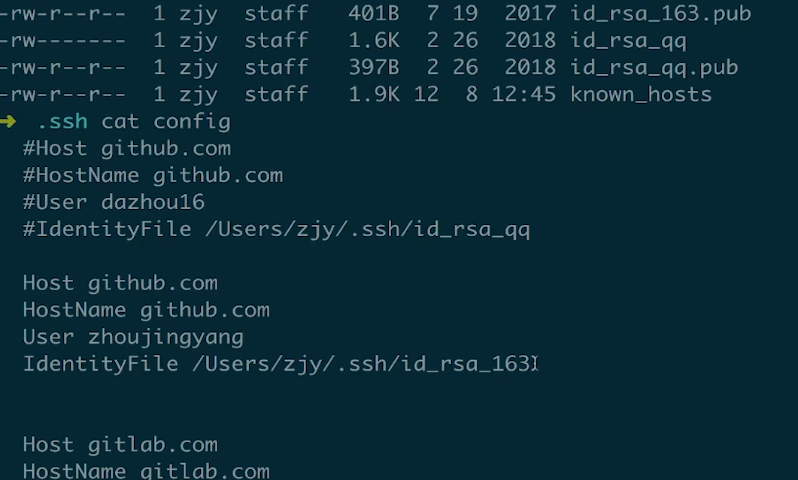 -rw-r--r-- 1 zjy staff 401B 7 19 2017 id_rsa_163.pub
-rw------- 1 zjy staff 1.6K 2 26 2018 id_rsa_qq
-rw-r--r-- 1 zjy staff 397B 2 26 2018 id_rsa_qq.pub
-rw-r--r-- 1 zjy staff 1.9K 12 8 12:45 known_hosts
➜ .ssh cat config
#Host github.com
#HostName github.com
#User dazhou16
#IdentityFile /Users/zjy/.ssh/id_rsa_qq
Host github.com
HostName github.com
User zhoujingyang
IdentityFile /Users/zjy/.ssh/id_rsa_163
Host gitlab.com
HostName gitlab.com